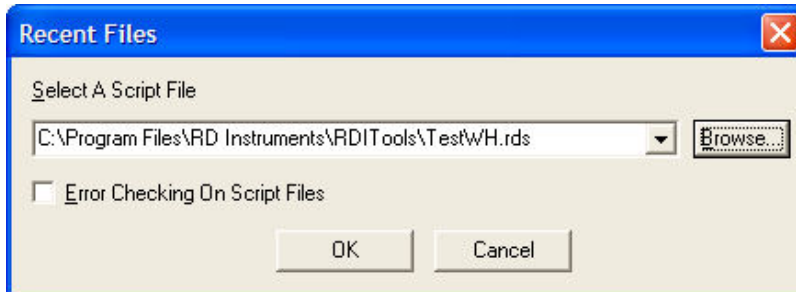 Recent Files
Select A Script File
C:\Program Files\RD Instruments\RDITools\TestWH.rds
Browse...
Error Checking On Script Files
OK
Cancel